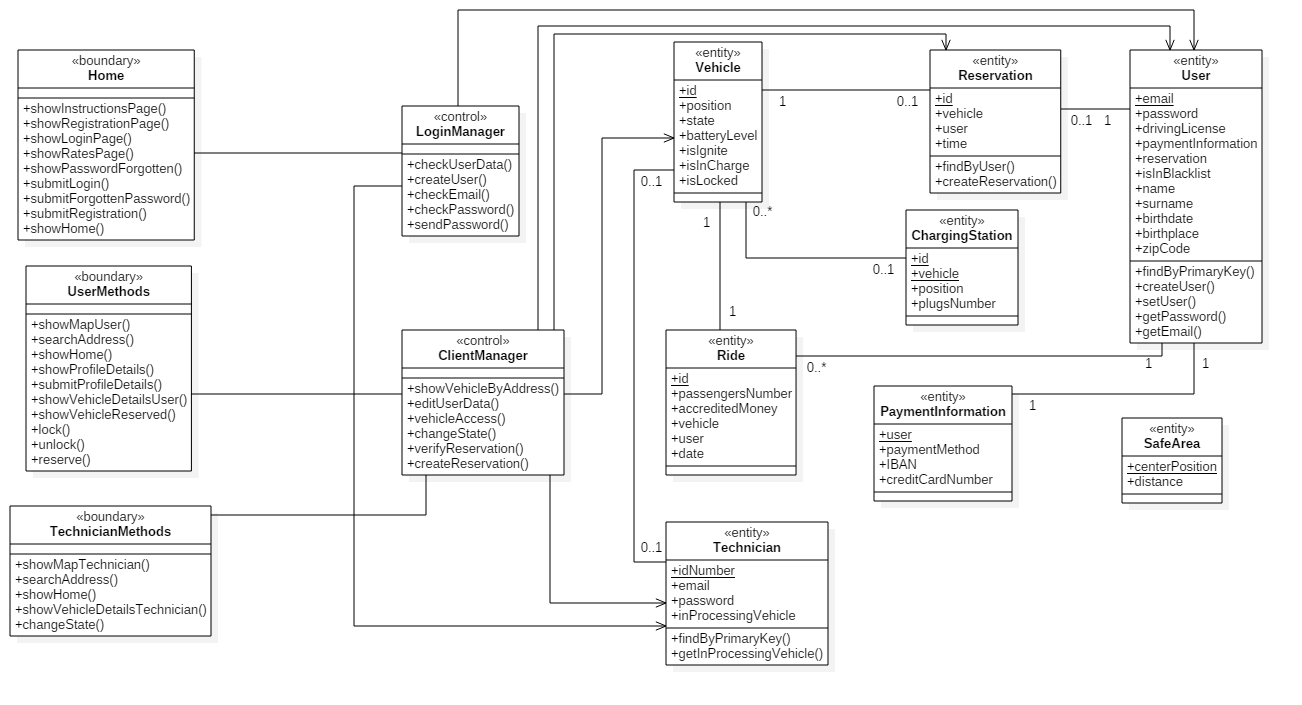 «boundary»
Home
+showInstructionsPage()
+showRegistrationPage()
+showLoginPage()
+showRatesPage()
+showPasswordForgotten()
+submitLogin()
+submitForgottenPassword()
+submitRegistration()
+showHome()
«boundary»
UserMethods
+showMapUser()
+searchAddress()
+showHome()
+showProfileDetails()
+submitProfileDetails()
+showVehicleDetailsUser()
+showVehicleReserved()
+lock()
+unlock()
+reserve()
«boundary»
TechnicianMethods
+showMapTechnician()
+searchAddress()
+showHome()
+showVehicleDetailsTechnician()
+changeState()
«control»
LoginManager
+checkUserData()
+createUser()
+checkEmail()
+checkPassword()
+sendPassword()
«control»
ClientManager
+showVehicleByAddress()
+editUserData()
+vehicleAccess()
+changeState()
+verifyReservation()
+createReservation()
«entity»
Vehicle
+id
+position
+state
+batteryLevel
+isIgnite
+isInCharge
+isLocked
1
0..1
0..1
1
0..*
0..1
1
«entity»
Ride
+id
+passengersNumber
+accreditedMoney
+vehicle
+user
+date
0..*
0..1
«entity»
Technician
+idNumber
+email
+password
+inProcessingVehicle
+findByPrimaryKey()
+getInProcessingVehicle()
«entity»
Reservation
+id
+vehicle
+user
+time
+findByUser()
+createReservation()
0..1
1
«entity»
ChargingStation
+id
+vehicle
+position
+plugsNumber
«entity»
User
+email
+password
+drivingLicense
+paymentInformation
+reservation
+isInBlacklist
+name
+surname
+birthdate
+birthplace
+zipCode
+findByPrimaryKey()
+createUser()
+setUser()
+getPassword()
+getEmail()
1
1
1
«entity»
PaymentInformation
+user
+paymentMethod
+IBAN
+creditCardNumber
«entity»
SafeArea
+centerPosition
+distance